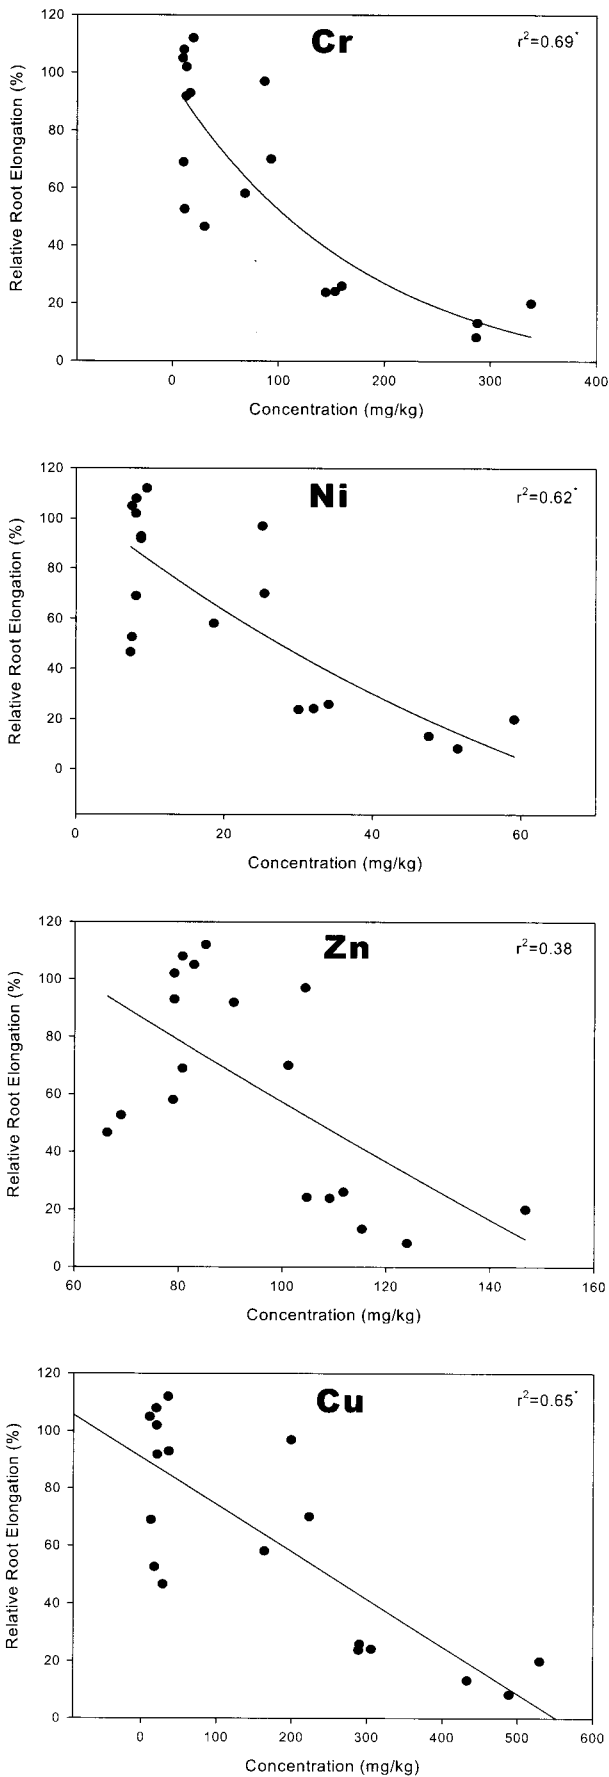 Cr
r²=0.69*
120
100
80
60
40
20
0
Relative Root Elongation (%)
0 100 200 300 400
Concentration (mg/kg)
Ni
r²=0.62*
120
100
80
60
40
20
0
Relative Root Elongation (%)
0 20 40 60
Concentration (mg/kg)
Zn
r²=0.38
120
100
80
60
40
20
0
Relative Root Elongation (%)
60 80 100 120 140 160
Concentration (mg/kg)
Cu
r²=0.65*
120
100
80
60
40
20
0
Relative Root Elongation (%)
0 100 200 300 400 500 600
Concentration (mg/kg)